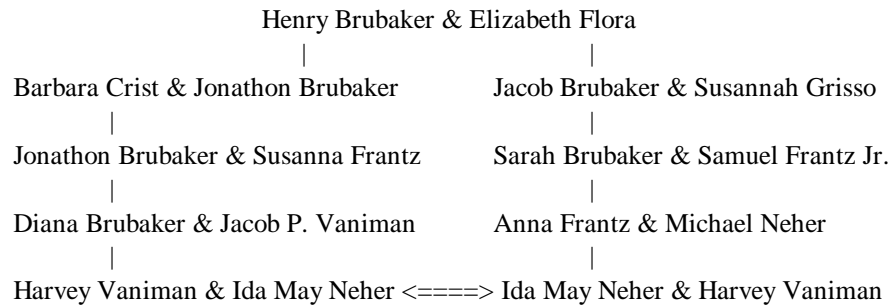 Henry Brubaker & Elizabeth Flora
| |
Barbara Crist & Jonathon Brubaker Jacob Brubaker & Susannah Grisso
| |
Jonathon Brubaker & Susanna Frantz Sarah Brubaker & Samuel Frantz Jr.
| |
Diana Brubaker & Jacob P. Vaniman Anna Frantz & Michael Neher
| |
Harvey Vaniman & Ida May Neher <====> Ida May Neher & Harvey Vaniman